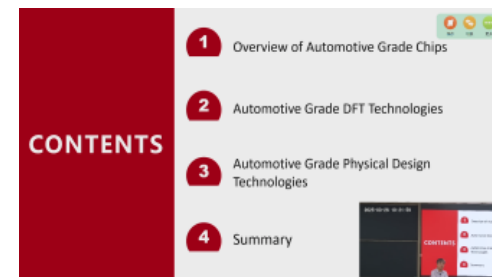 CONTENTS
1
Overview of Automotive Grade Chips
2
Automotive Grade DFT Technologies
3
Automotive Grade Physical Design
Technologies
4
Summary
CONTENTS